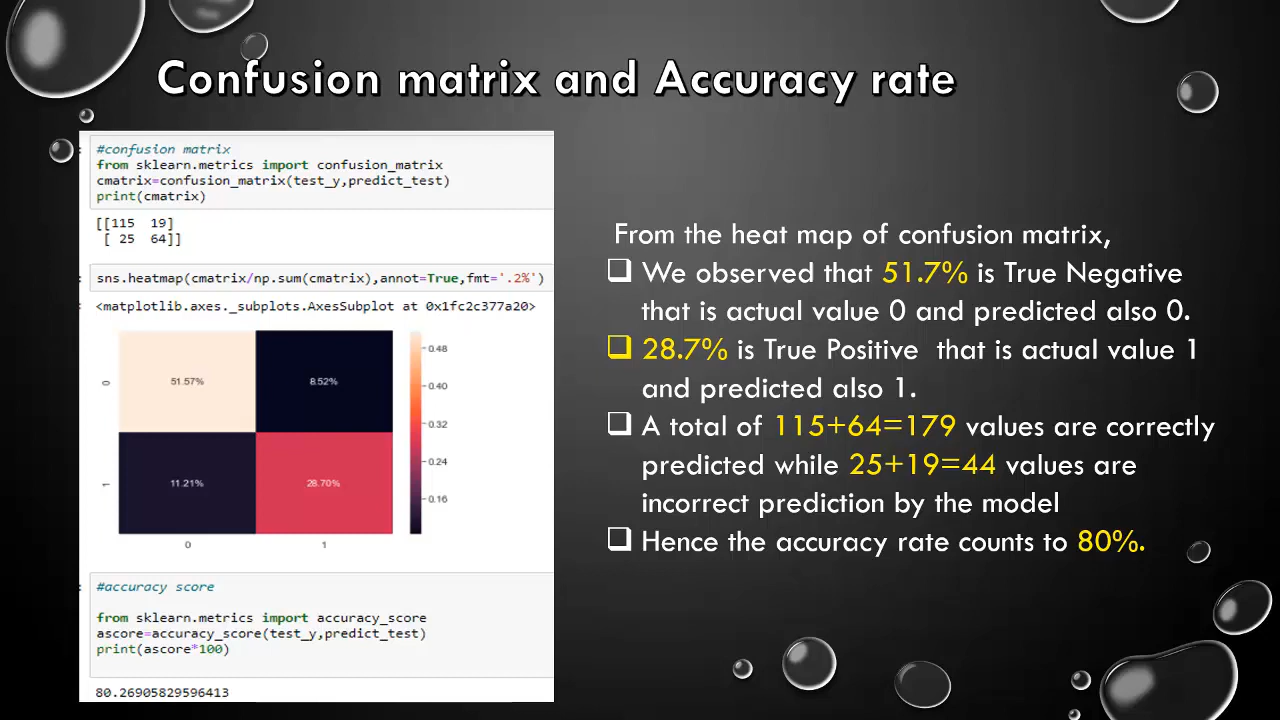 Confusion matrix and Accuracy rate
#confusion matrix
from sklearn.metrics import confusion_matrix
cmatrix=confusion_matrix(test_y,predict_test)
print(cmatrix)
[[115  19]
 [ 25  64]]
sns.heatmap(cmatrix/np.sum(cmatrix),annot=True,fmt='.2%')
<matplotlib.axes._subplots.AxesSubplot at 0x1fc2c377a20>
0
51.57%
8.52%
1
11.21%
28.70%
0
1
0.48
0.40
0.32
0.24
0.16
#accuracy score
from sklearn.metrics import accuracy_score
ascore=accuracy_score(test_y,predict_test)
print(ascore*100)
80.26905829596413
From the heat map of confusion matrix,
We observed that 51.7% is True Negative
that is actual value 0 and predicted also 0.
28.7% is True Positive  that is actual value 1
and predicted also 1.
A total of 115+64=179 values are correctly
predicted while 25+19=44 values are
incorrect prediction by the model
Hence the accuracy rate counts to 80%.